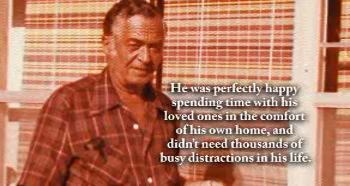 He was perfectly happy
spending time with his
loved ones in the comfort
of his own home, and
didn't need thousands of
busy distractions in his life.